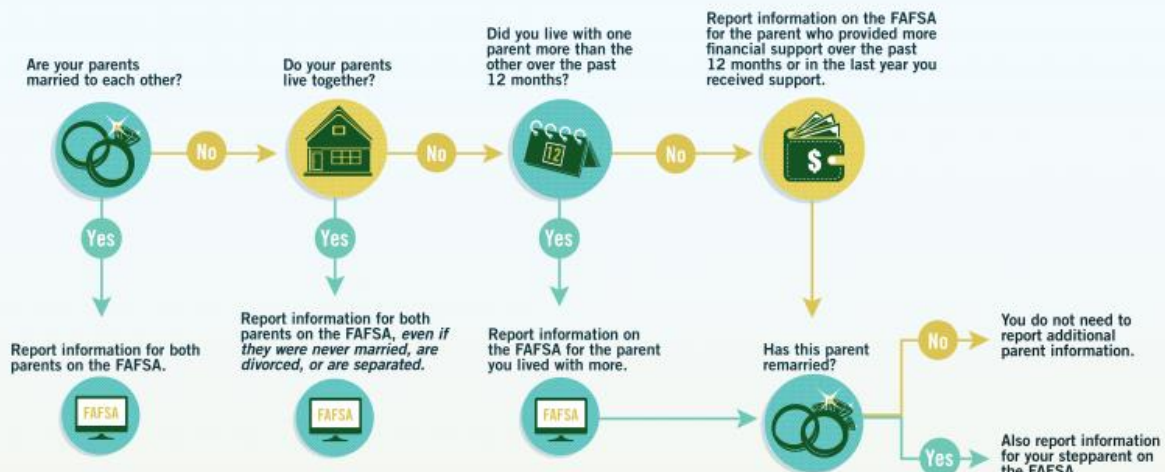 Are your parents
married to each other?
No
Yes
Report information for both
parents on the FAFSA.
FAFSA
Do your parents
live together?
No
Yes
Report information for both
parents on the FAFSA, even if
they were never married, are
divorced, or are separated.
FAFSA
Did you live with one
parent more than the
other over the past
12 months?
12
No
Yes
Report information on
the FAFSA for the parent
you lived with more.
FAFSA
Report information on the FAFSA
for the parent who provided more
financial support over the past
12 months or in the last year you
received support.
$
Has this parent
remarried?
No
You do not need to
report additional
parent information.
Yes
Also report information
for your stepparent on
the FAFSA